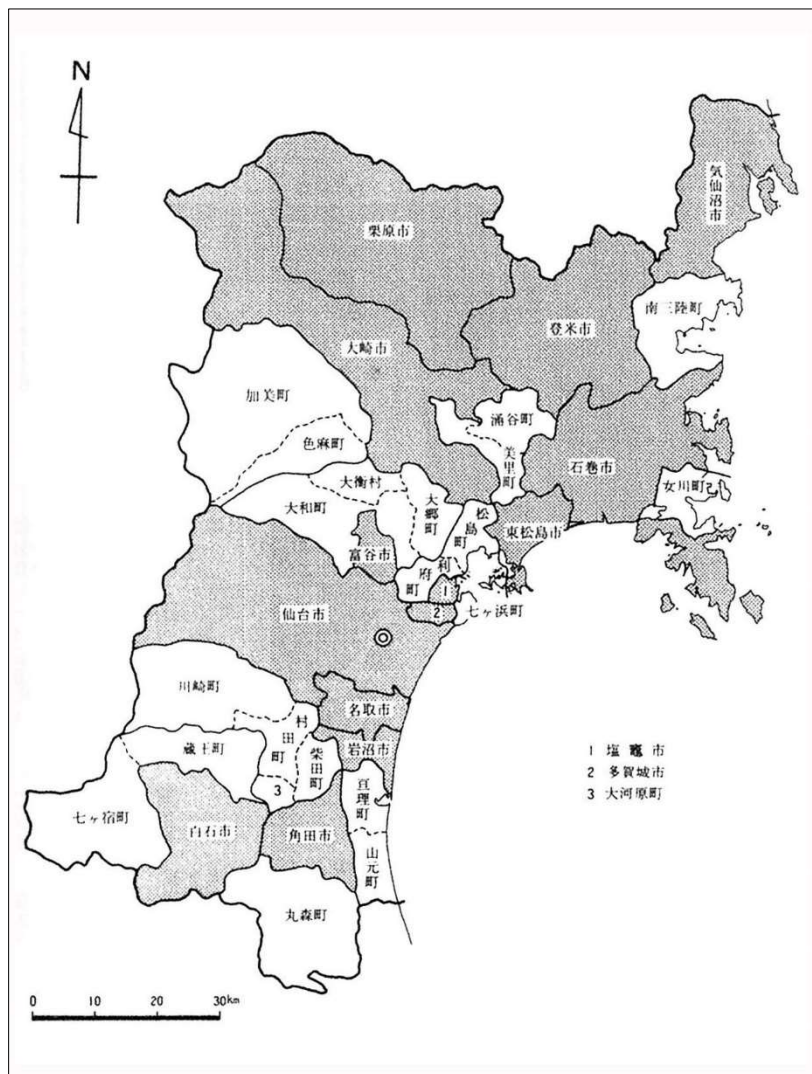 N
気仙沼市
栗原市
登米市
南三陸町
大崎市
加美町
涌谷町
色麻町
美里町
石巻市
大衡村
女川町
大郷町
大和町
松島町
東松島市
富谷市
利府町
1
2
七ヶ浜町
仙台市
川崎町
名取市
村田町
岩沼市
蔵王町
柴田町
1 塩竈市
2 多賀城市
3 大河原町
3
亘理町
七ヶ宿町
白石市
角田市
山元町
丸森町
0 10 20 30km